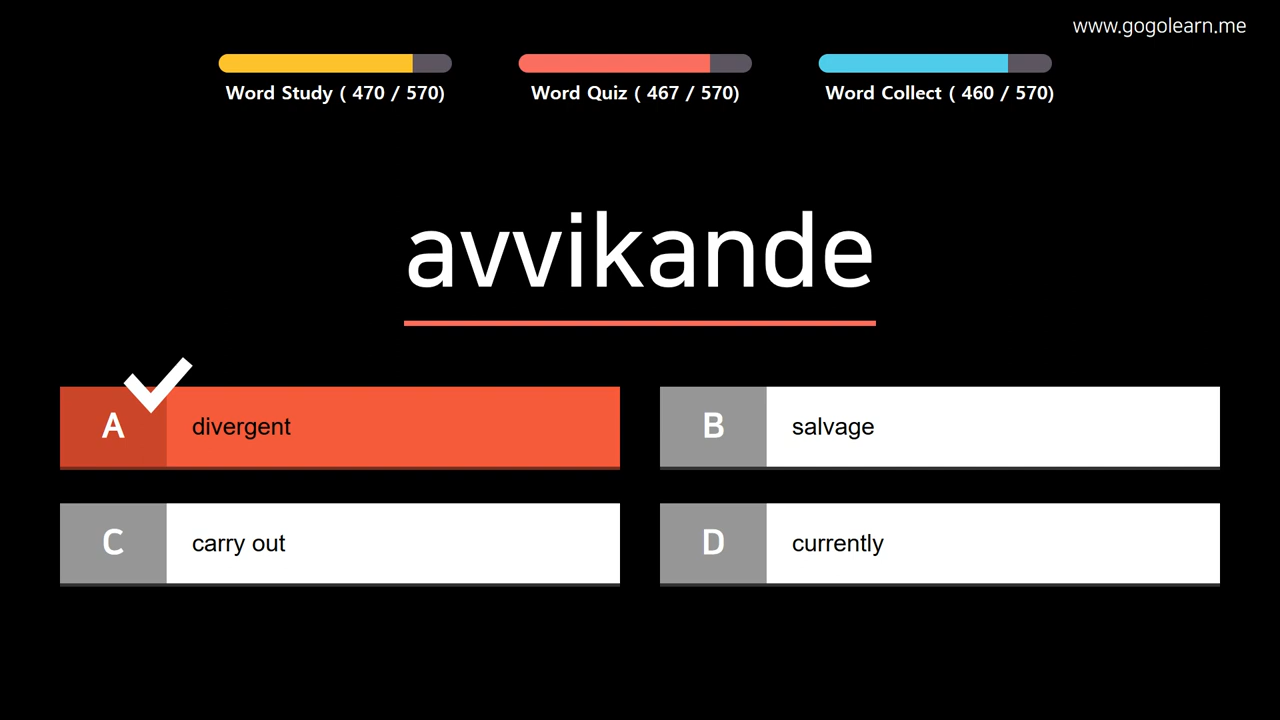 www.gogolearn.me
Word Study ( 470 / 570)
Word Quiz ( 467 / 570)
Word Collect ( 460 / 570)
avvikande
A divergent
B salvage
C carry out
D currently